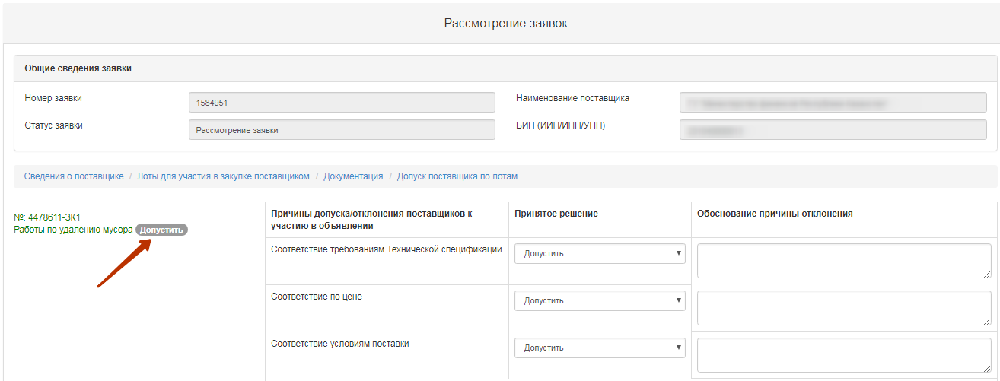 Рассмотрение заявок
Общие сведения заявки
Номер заявки
1584951
Наименование поставщика
Статус заявки
Рассмотрение заявки
БИН (ИИН/ИНН/УНП)
Сведения о поставщике / Лоты для участия в закупке поставщиком / Документация / Допуск поставщика по лотам
№: 4478611-ЗК1
Работы по удалению мусора Допустить
Причины допуска/отклонения поставщиков к
участию в объявлении
Принятое решение
Обоснование причины отклонения
Соответствие требованиям Технической спецификации
Допустить
Соответствие по цене
Допустить
Соответствие условиям поставки
Допустить